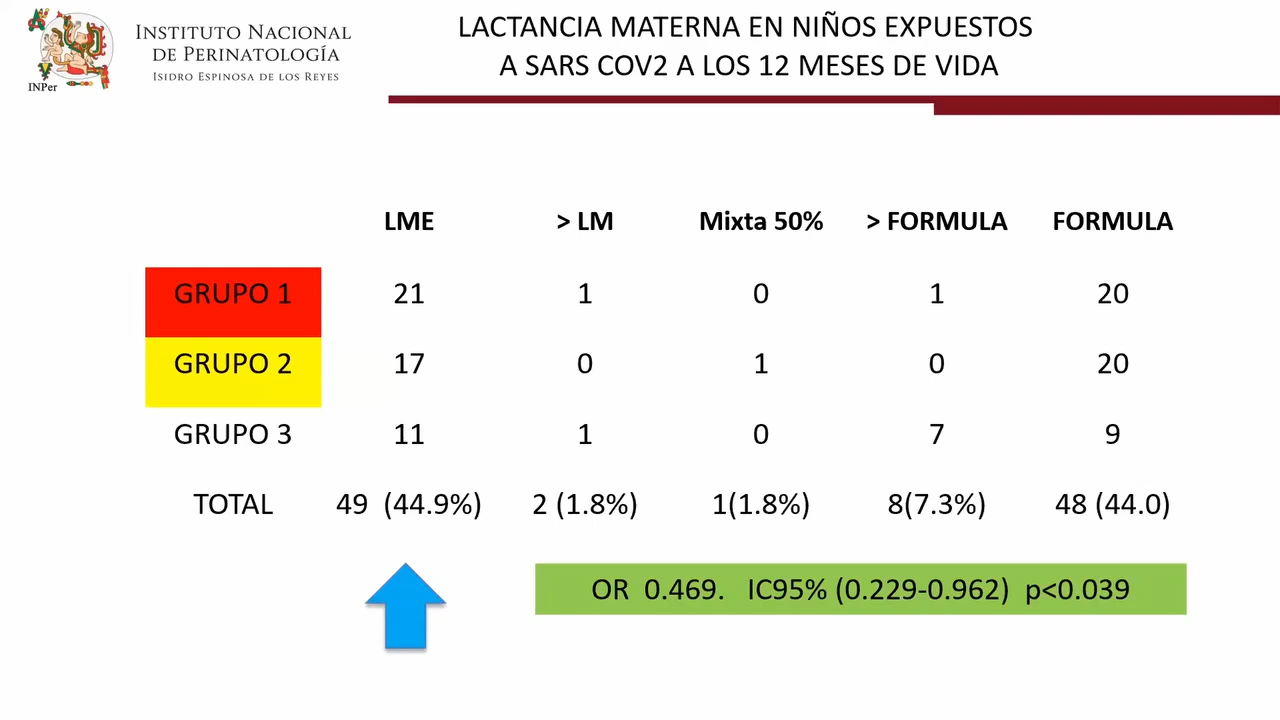 INSTITUTO NACIONAL
DE PERINATOLOGÍA
ISIDRO ESPINOSA DE LOS REYES
INPer
LACTANCIA MATERNA EN NIÑOS EXPUESTOS
A SARS COV2 A LOS 12 MESES DE VIDA
LME > LM Mixta 50% > FORMULA FORMULA
GRUPO 1 21 1 0 1 20
GRUPO 2 17 0 1 0 20
GRUPO 3 11 1 0 7 9
TOTAL 49 (44.9%) 2 (1.8%) 1(1.8%) 8(7.3%) 48 (44.0)
OR 0.469. IC95% (0.229-0.962) p<0.039